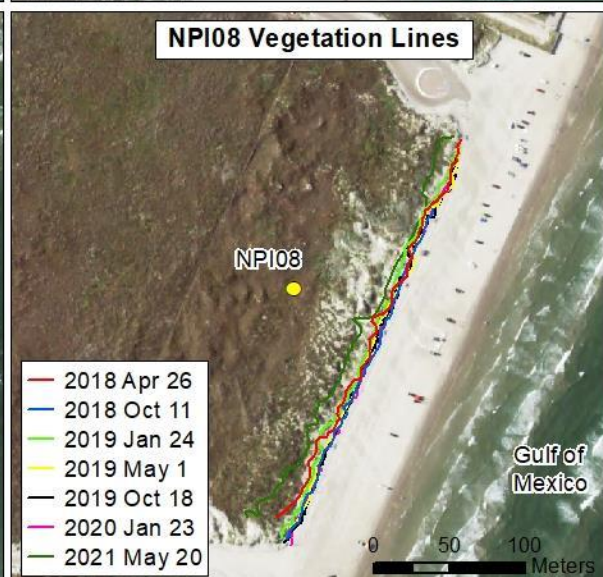 NPI08 Vegetation Lines
NPI08
2018 Apr 26
2018 Oct 11
2019 Jan 24
2019 May 1
2019 Oct 18
2020 Jan 23
2021 May 20
Gulf of
Mexico
0 50 100
Meters